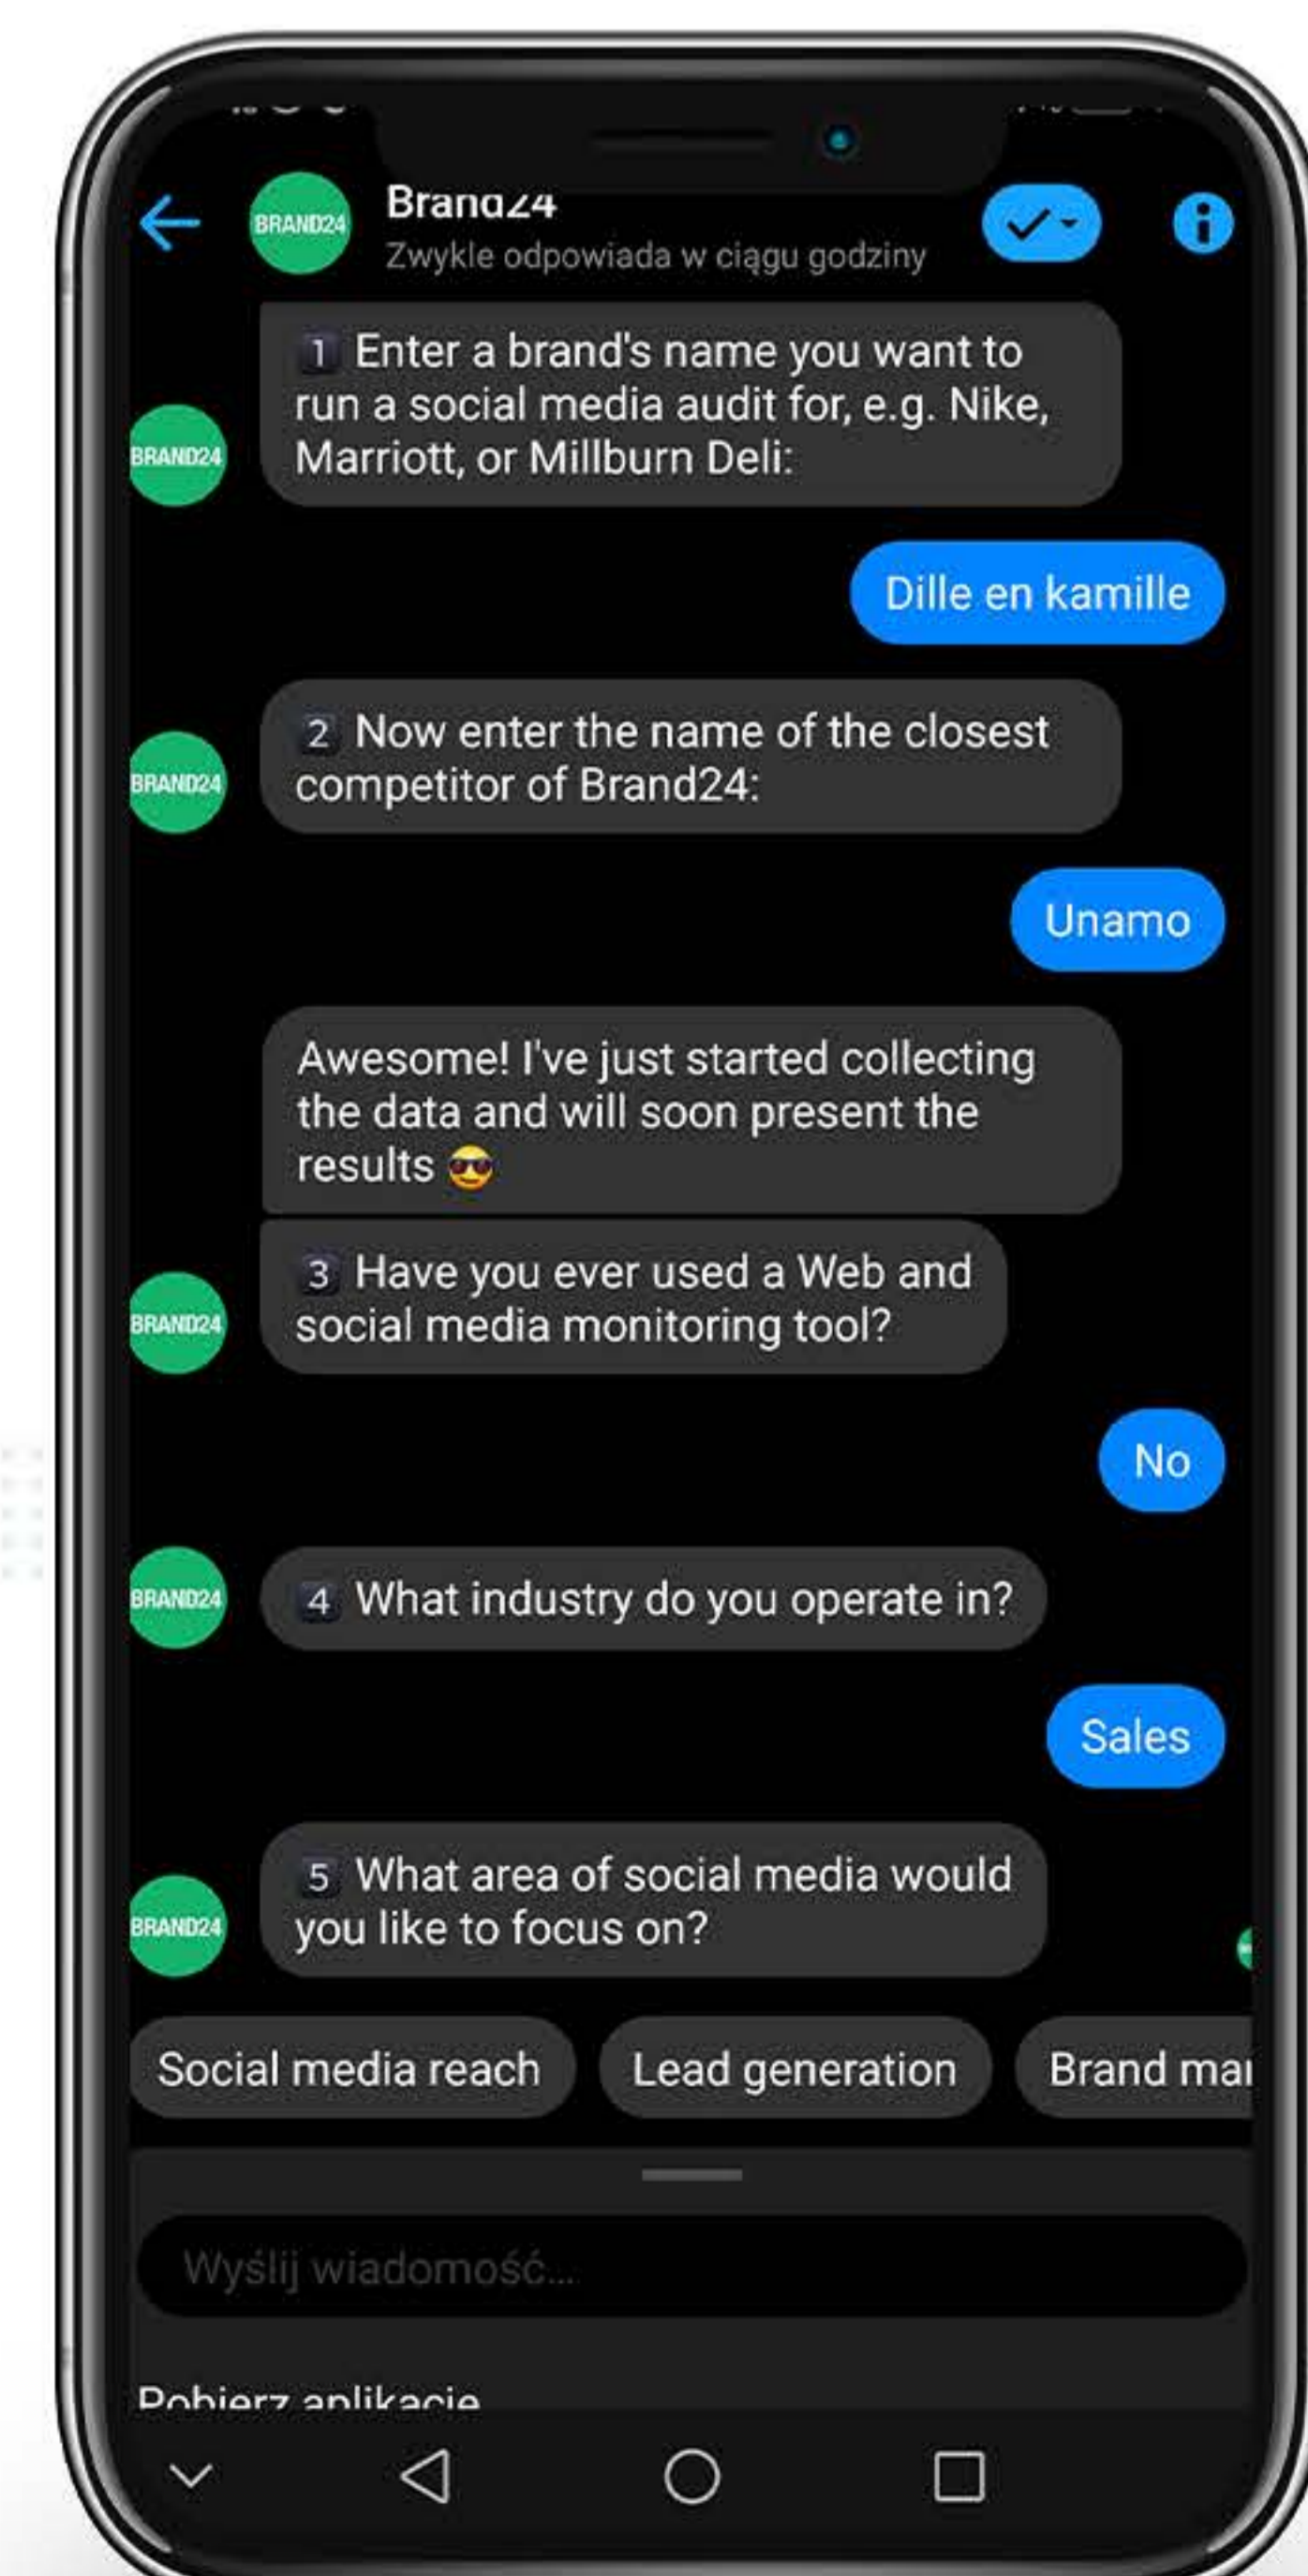 Brand24
BRAND24
Zwykle odpowiada w ciągu godziny
1 Enter a brand's name you want to
run a social media audit for, e.g. Nike,
Marriott, or Millburn Deli:
BRAND24
Dille en kamille
2 Now enter the name of the closest
competitor of Brand24:
BRAND24
Unamo
Awesome! I've just started collecting
the data and will soon present the
results 😎
3 Have you ever used a Web and
social media monitoring tool?
BRAND24
No
BRAND24
4 What industry do you operate in?
Sales
5 What area of social media would
you like to focus on?
BRAND24
Social media reach
Lead generation
Brand
Wyślij wiadomość...
Pobierz aplikację